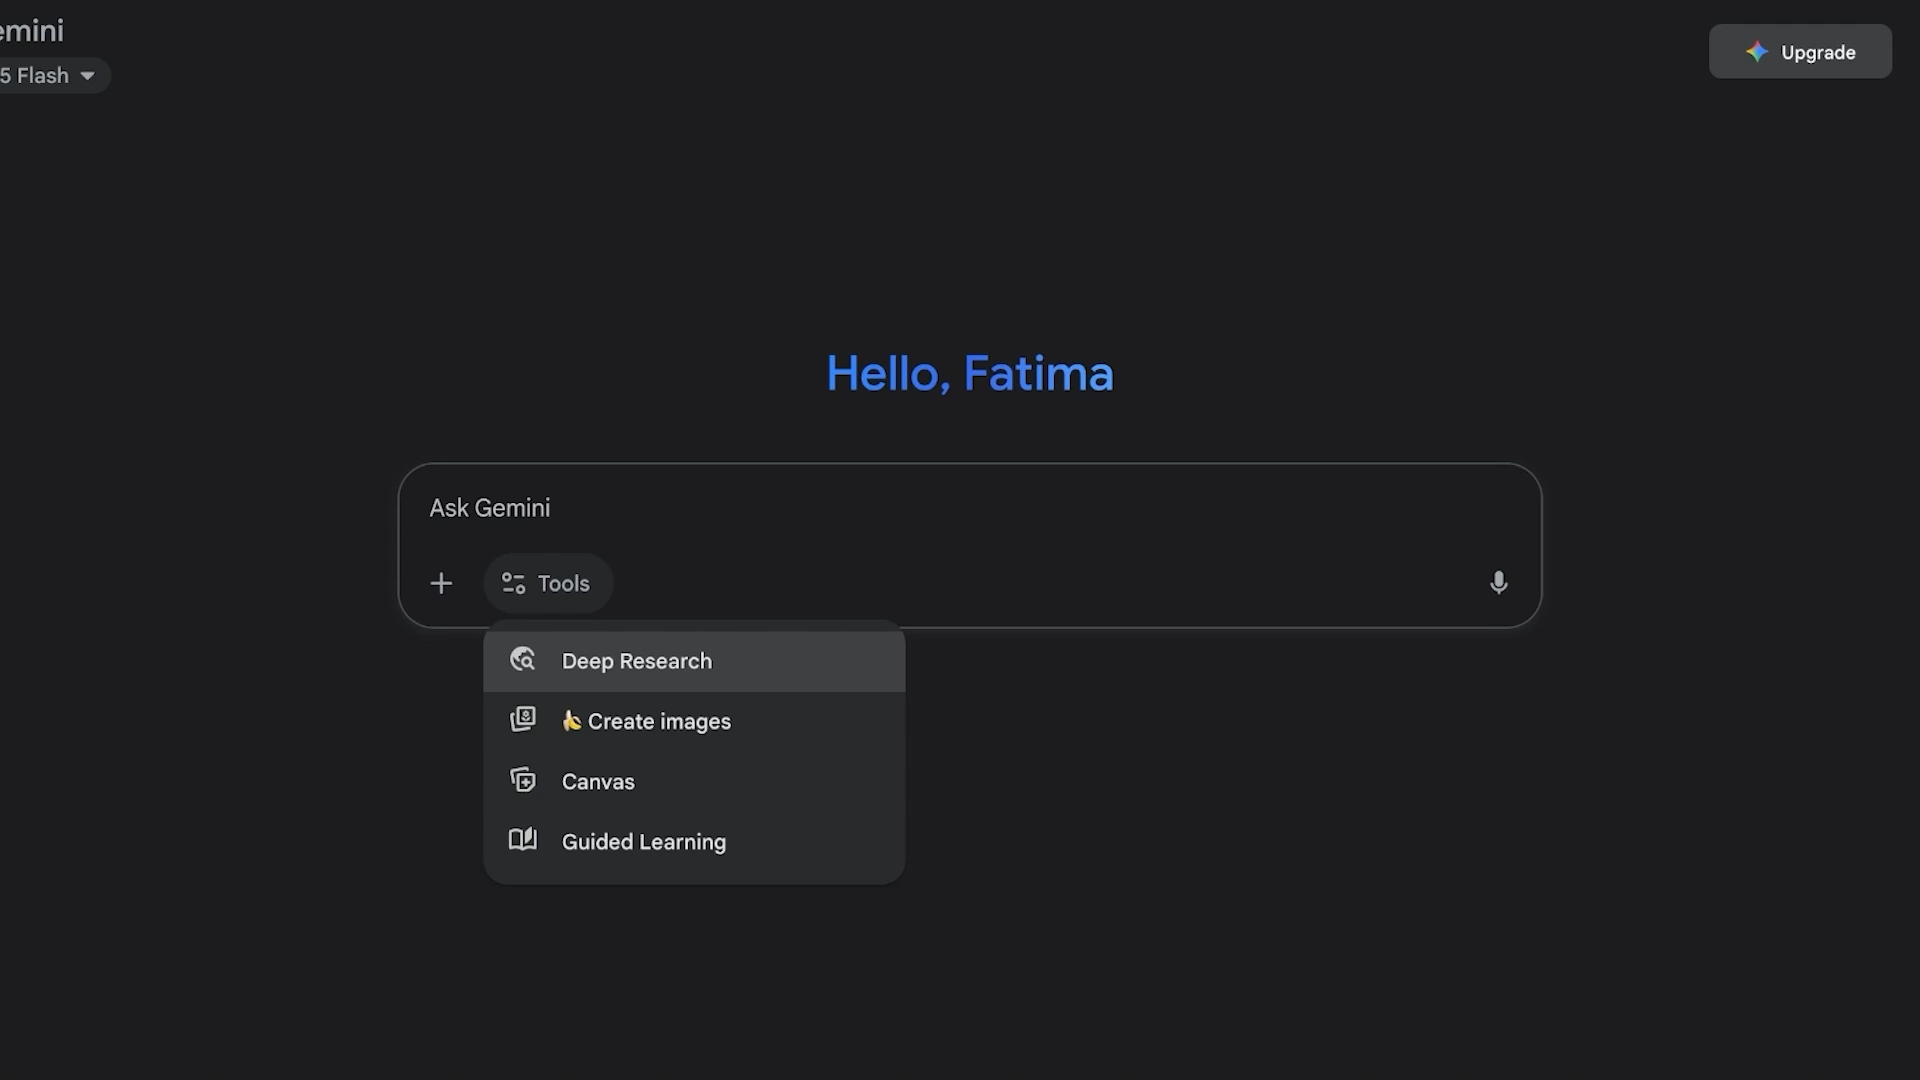 emini
5 Flash
Upgrade
Hello, Fatima
Ask Gemini
Tools
Deep Research
🍌 Create images
Canvas
Guided Learning